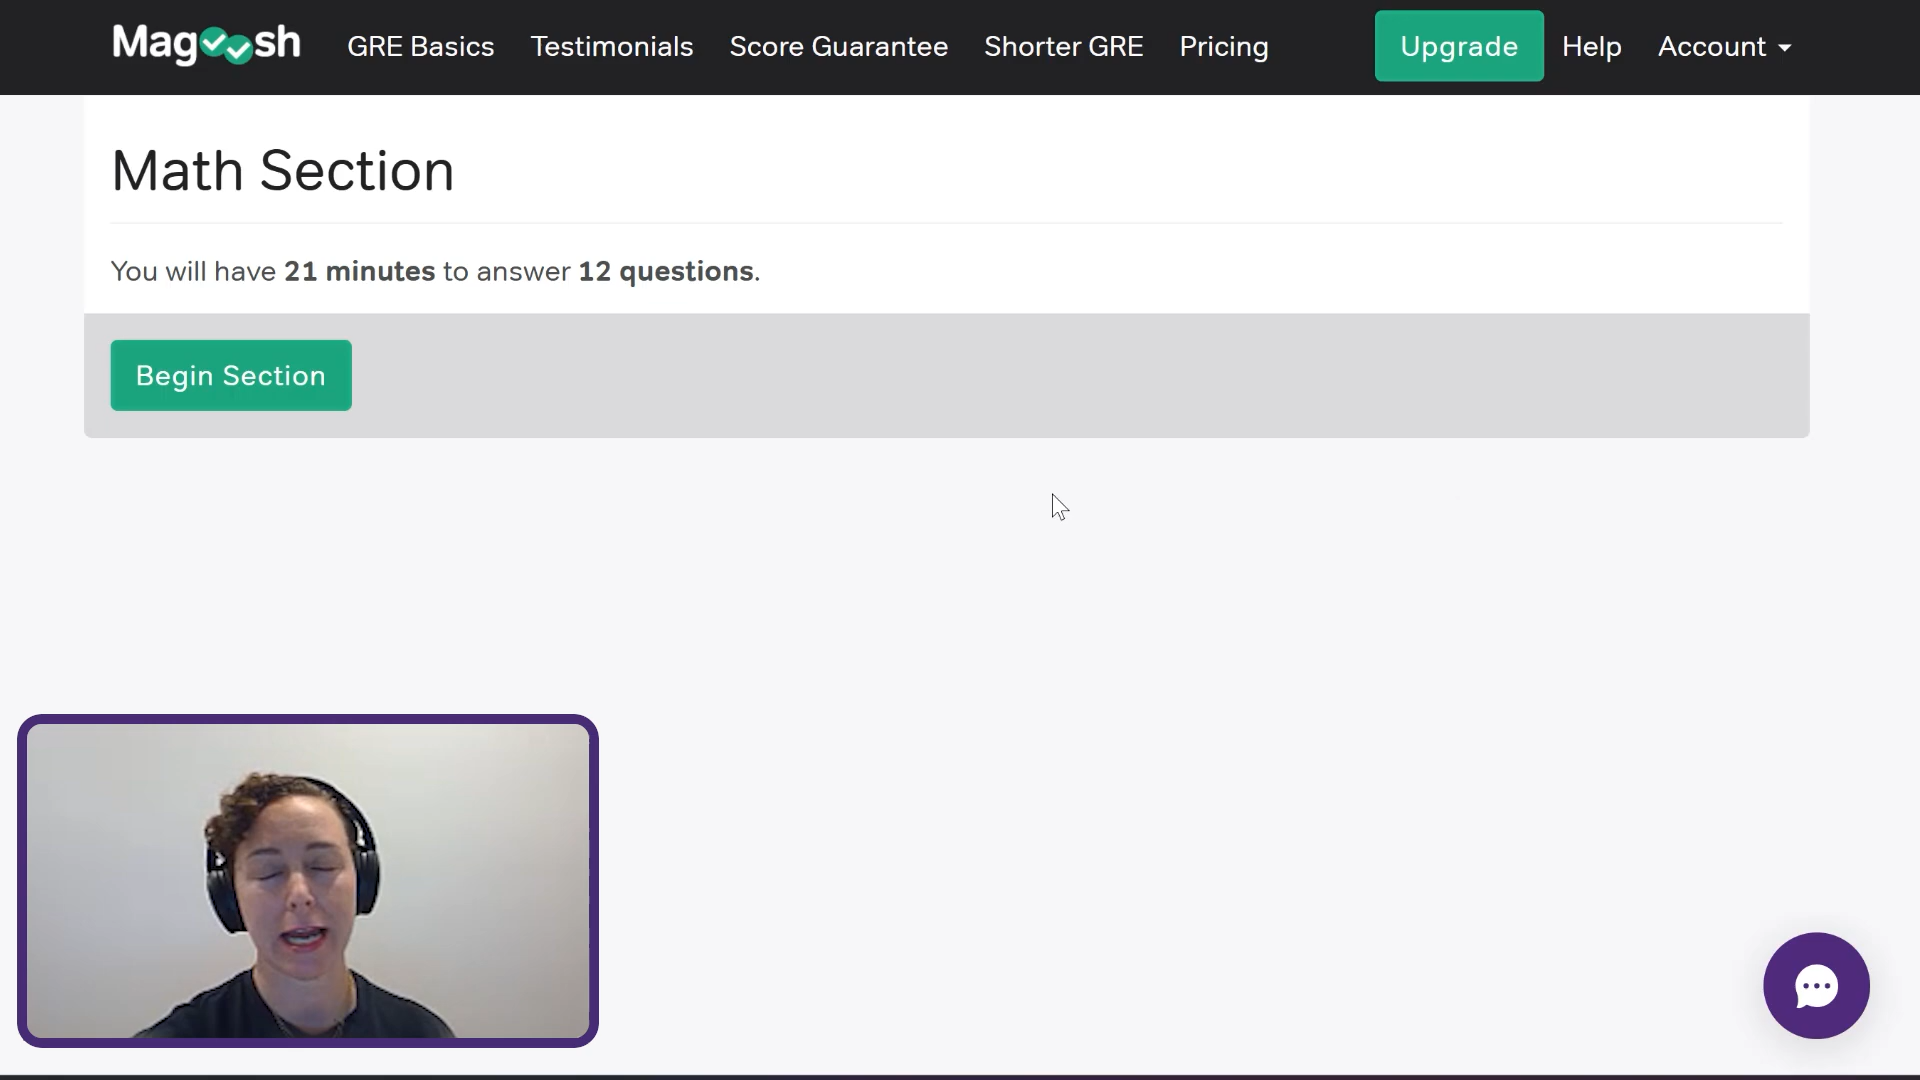 Magoosh GRE Basics Testimonials Score Guarantee Shorter GRE Pricing Upgrade Help Account
Math Section
You will have 21 minutes to answer 12 questions.
Begin Section